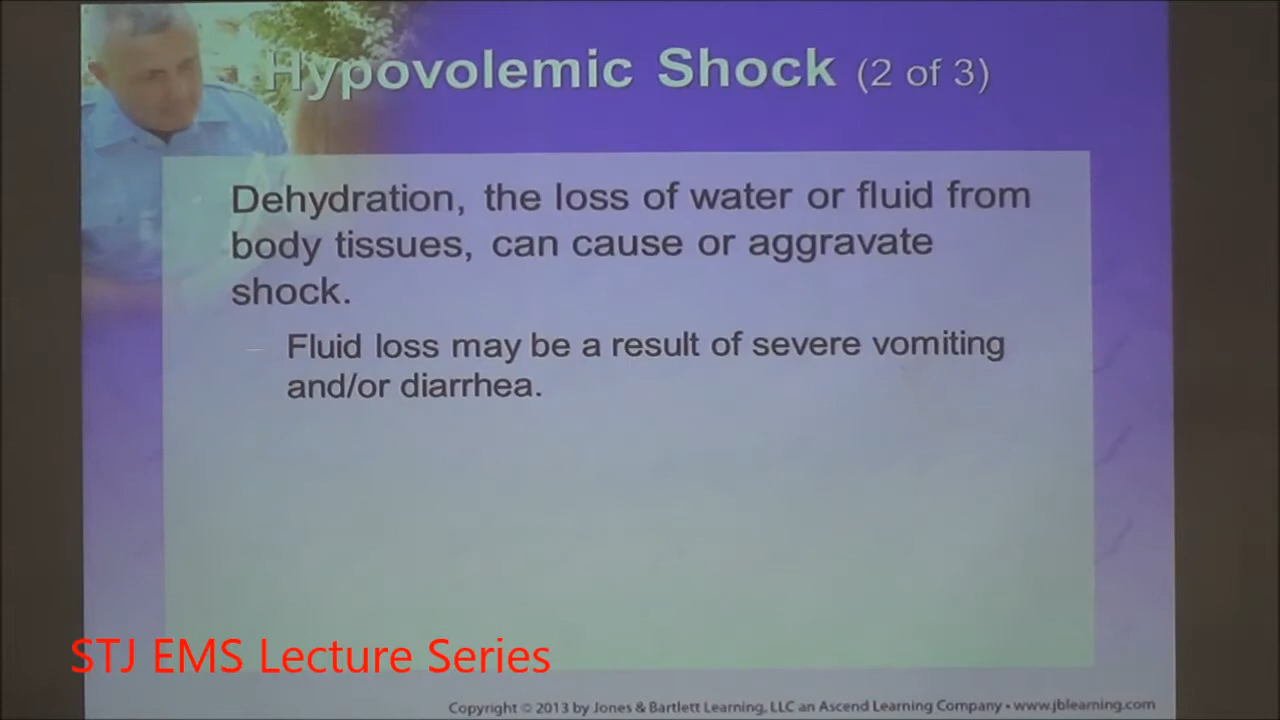 Hypovolemic Shock (2 of 3)
Dehydration, the loss of water or fluid from
body tissues, can cause or aggravate
shock.
– Fluid loss may be a result of severe vomiting
and/or diarrhea.
STJ EMS Lecture Series
Copyright © 2013 by Jones & Bartlett Learning, LLC an Ascend Learning Company • www.jblearning.com